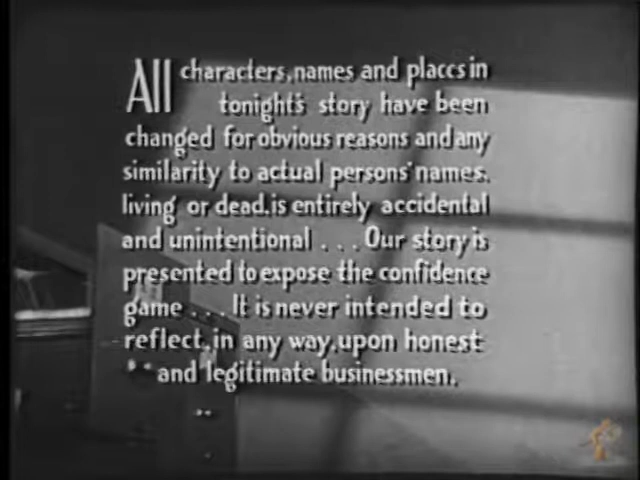 All characters, names and places in
tonight's story have been
changed for obvious reasons and any
similarity to actual persons' names,
living or dead, is entirely accidental
and unintentional . . . Our story is
presented to expose the confidence
game . . . It is never intended to
reflect, in any way, upon honest
and legitimate businessmen.